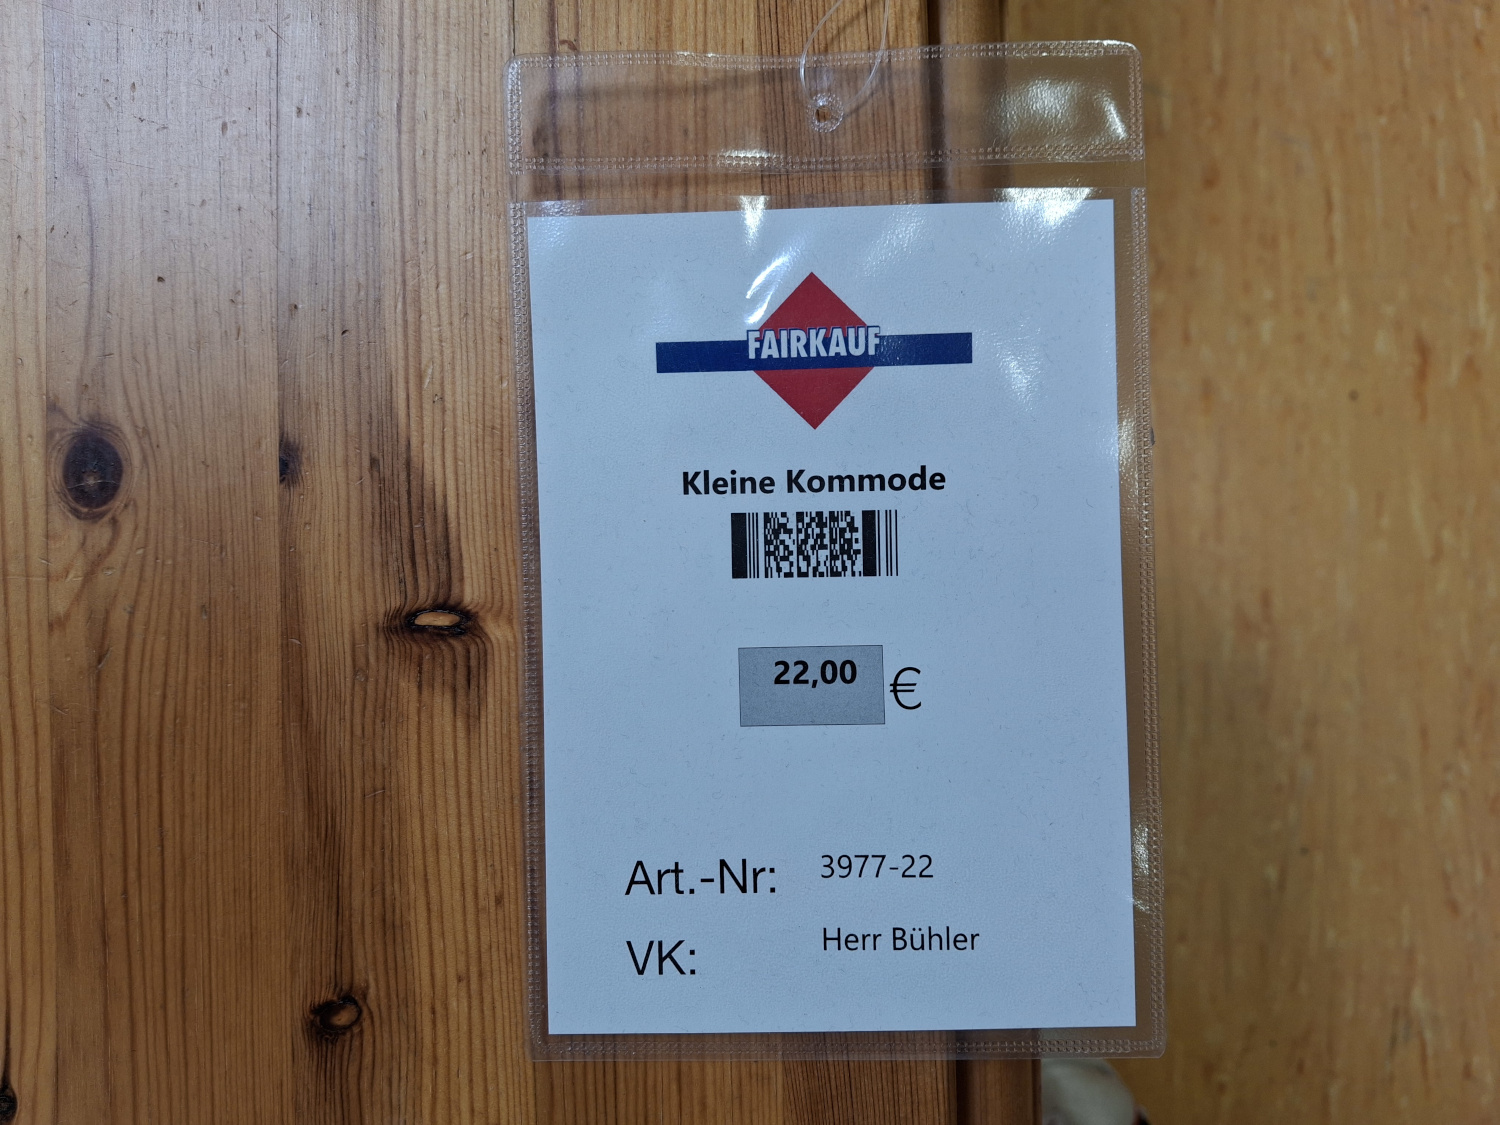 FAIRKAUF
Kleine Kommode
22,00 €
Art.-Nr: 3977-22
VK: Herr Bühler